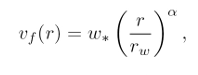 $v_f(r) = w_* \left( \frac{r}{r_w} \right)^{\alpha},$